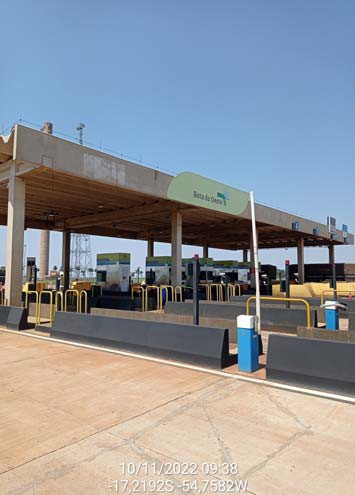 Rota do Oeste
10/11/2022 09:38
-17,2192S -54,7582W